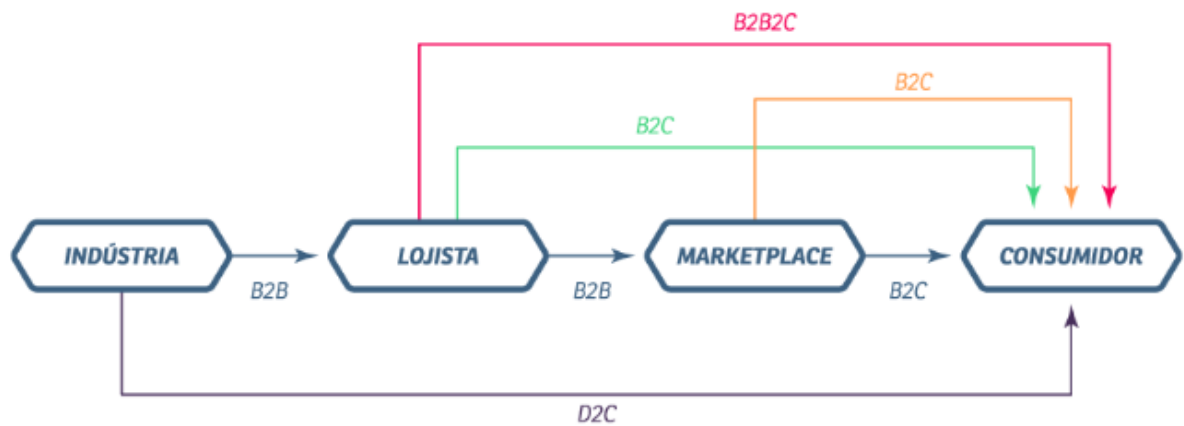 B2B2C
B2C
B2C
INDÚSTRIA
LOJISTA
MARKETPLACE
CONSUMIDOR
B2B
B2B
B2C
D2C